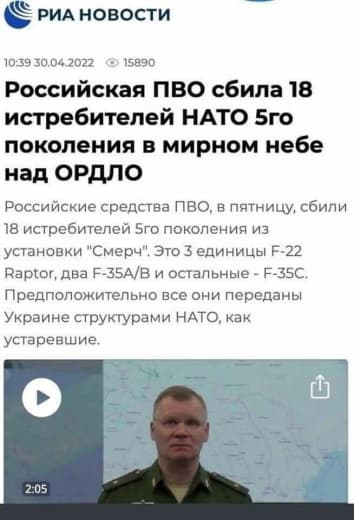 РИА НОВОСТИ
10:39 30.04.2022 15890
Российская ПВО сбила 18
истребителей НАТО 5го
поколения в мирном небе
над ОРДЛО
Российские средства ПВО, в пятницу, сбили
18 истребителей 5го поколения из
установки "Смерч". Это 3 единицы F-22
Raptor, два F-35A/B и остальные - F-35C.
Предположительно все они переданы
Украине структурами НАТО, как
устаревшие.
2:05